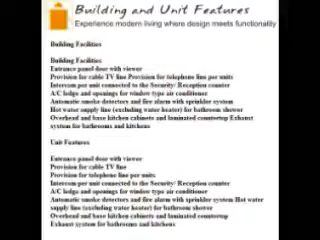 Building and Unit Features
Experience modern living where design meets functionality
Building Facilities
Building Facilities
Entrance panel door with viewer
Provision for cable TV line Provision for telephone line per units
Intercom per unit connected to the Security/ Reception counter
A/C ledge and openings for window type air conditioner
Automatic smoke detectors and fire alarm with sprinkler system
Hot water supply line (excluding water heater) for bathroom shower
Overhead and base kitchen cabinets and laminated countertop Exhaust
system for bathrooms and kitchens
Unit Features
Entrance panel door with viewer
Provision for cable TV line
Provision for telephone line per units
Intercom per unit connected to the Security/ Reception counter
A/C ledge and openings for window type air conditioner
Automatic smoke detectors and fire alarm with sprinkler system Hot water
supply line (excluding water heater) for bathroom shower
Overhead and base kitchen cabinets and laminated countertop
Exhaust system for bathrooms and kitchens